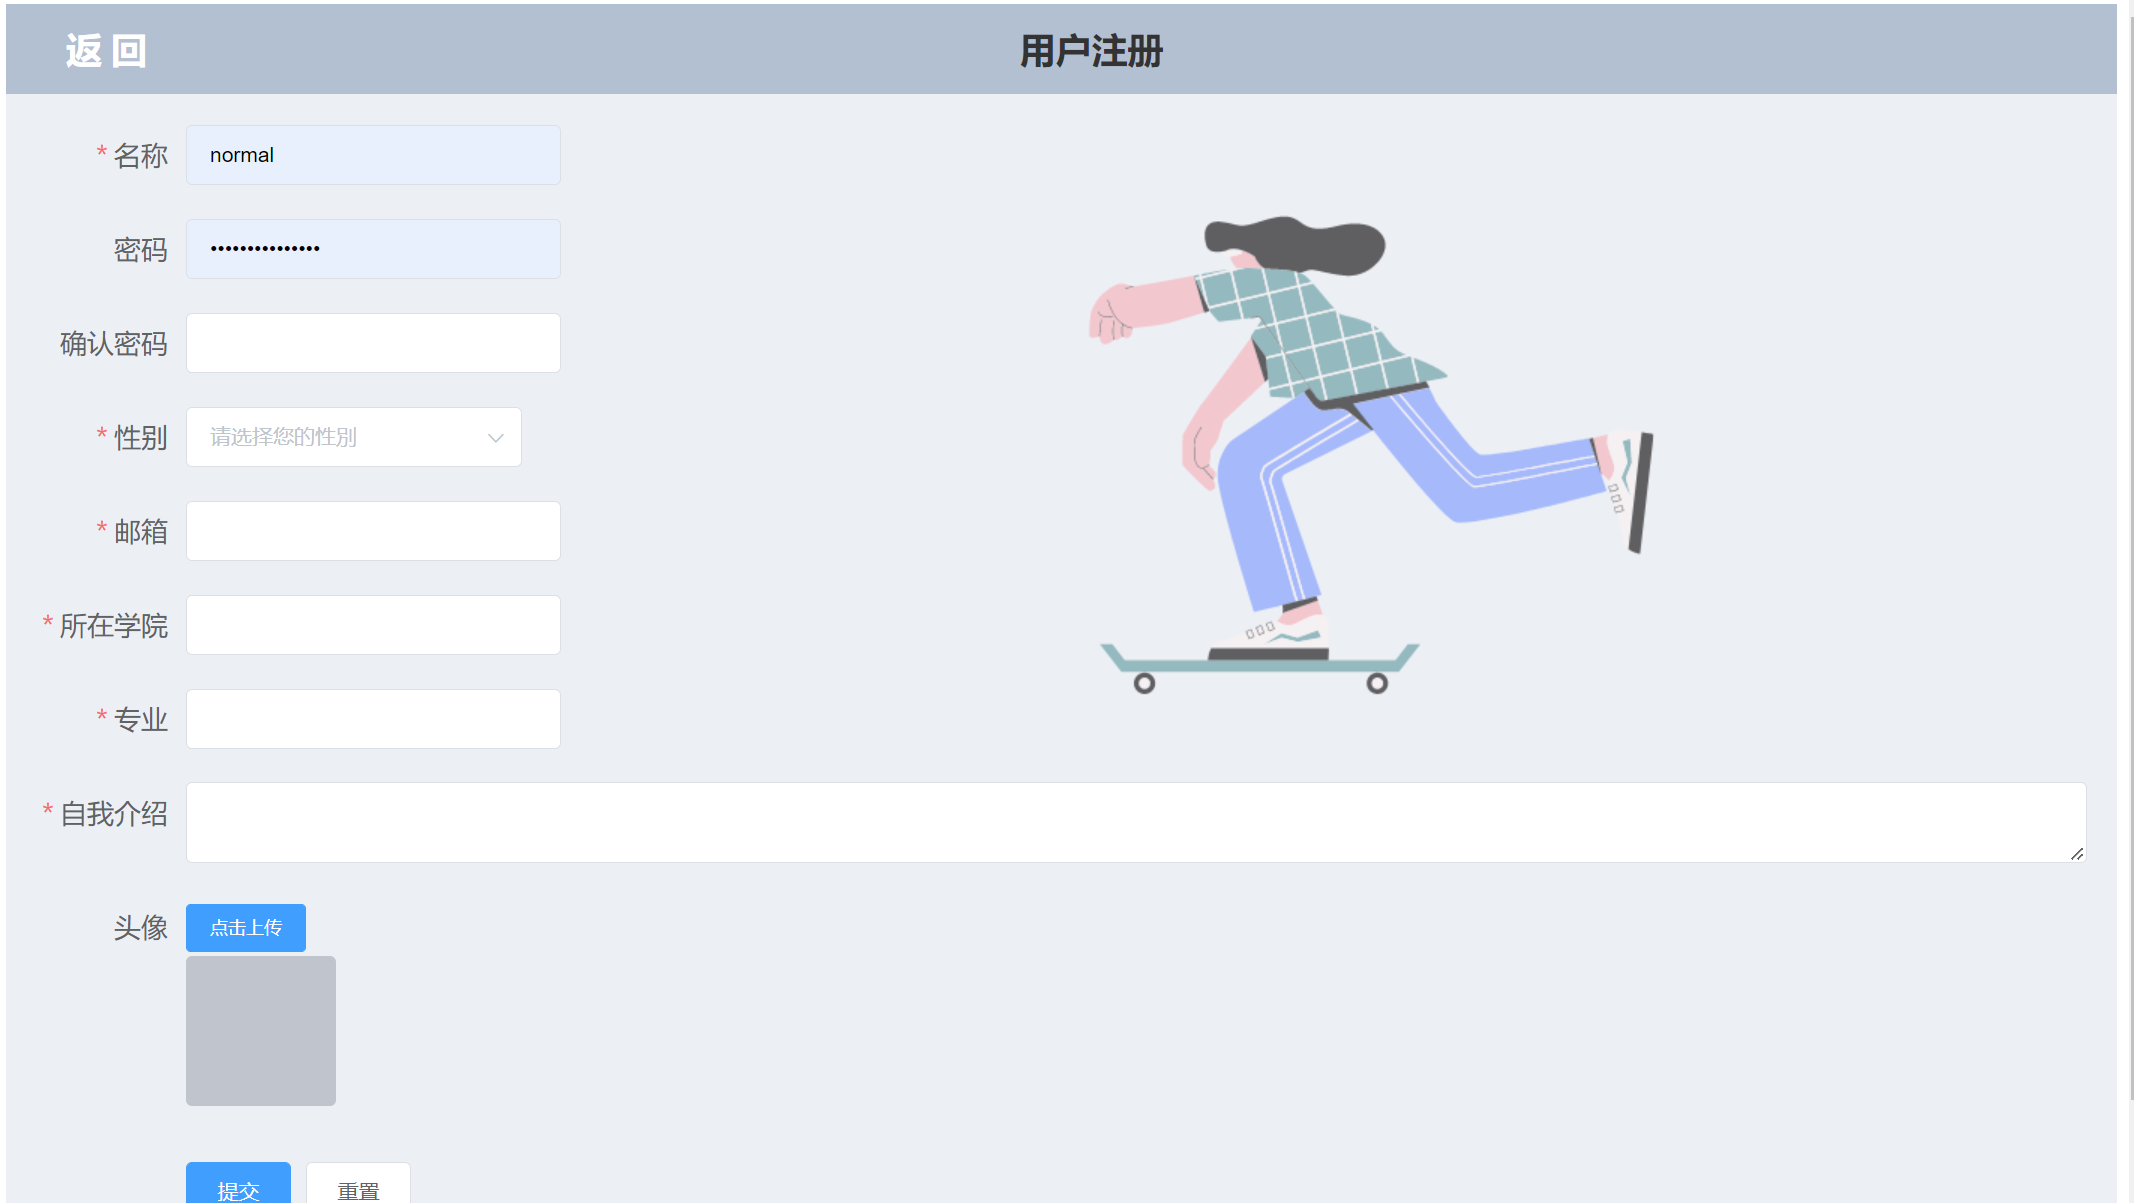 返 回
用户注册
* 名称 normal
密码 •••••••••••••••
确认密码
* 性别 请选择您的性别
* 邮箱
* 所在学院
* 专业
* 自我介绍
头像 点击上传
提交 重置